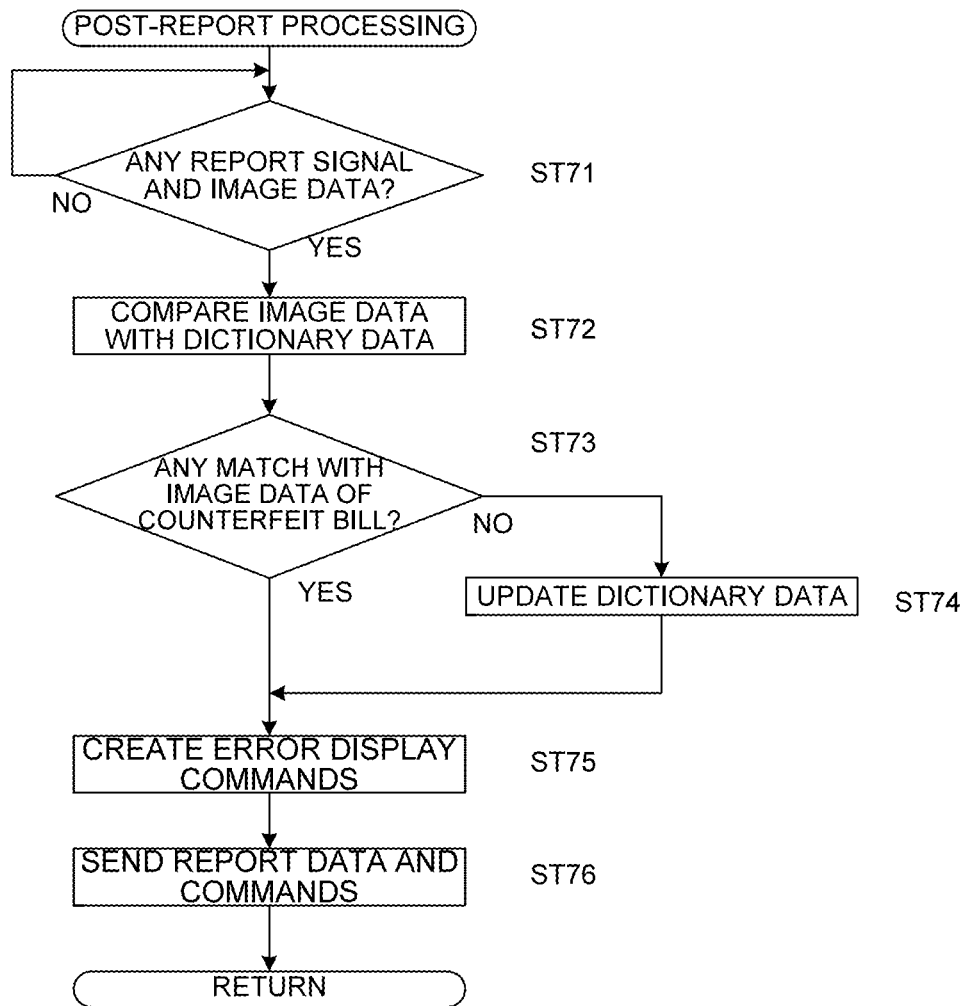 POST-REPORT PROCESSING
ANY REPORT SIGNAL
AND IMAGE DATA?
ST71
NO
YES
COMPARE IMAGE DATA
WITH DICTIONARY DATA
ST72
ST73
ANY MATCH WITH
IMAGE DATA OF
COUNTERFEIT BILL?
NO
YES
UPDATE DICTIONARY DATA
ST74
CREATE ERROR DISPLAY
COMMANDS
ST75
SEND REPORT DATA AND
COMMANDS
ST76
RETURN